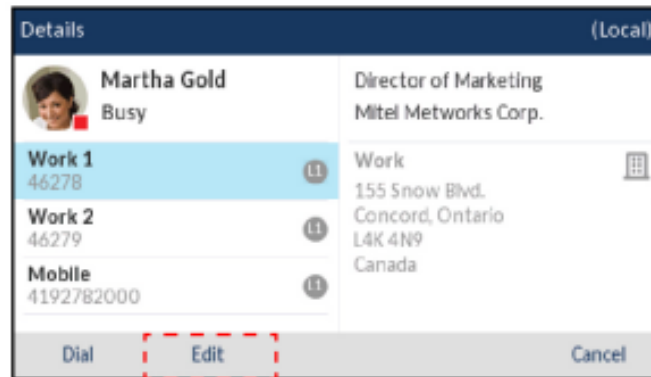 Details (Local)
Martha Gold
Busy
Work 1
46278
L1
Work 2
46279
L1
Mobile
4192782000
L1
Director of Marketing
Mitel Metworks Corp.
Work
155 Snow Blvd.
Concord, Ontario
L4K 4N9
Canada
Dial Edit Cancel